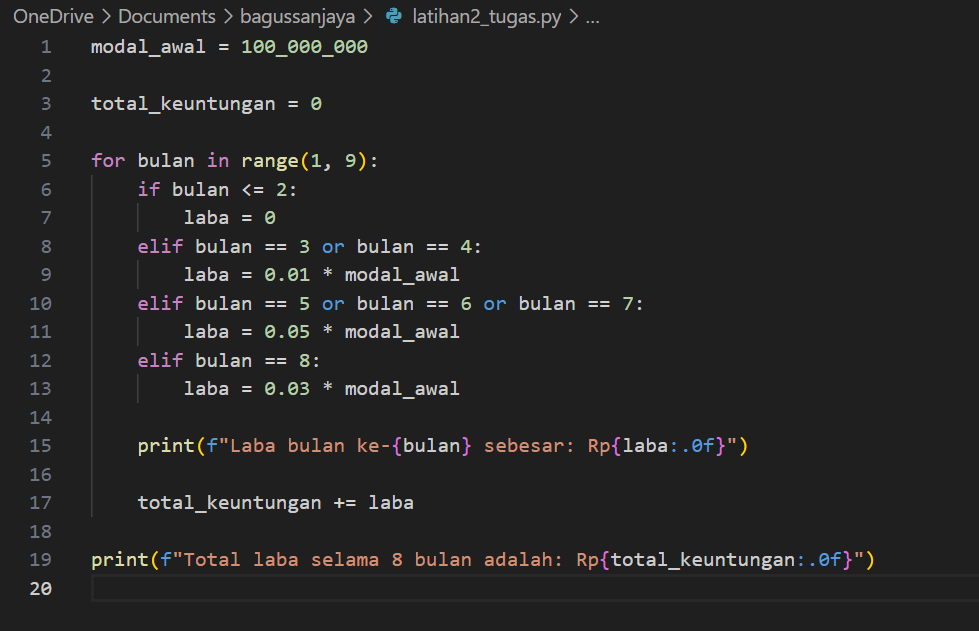 OneDrive > Documents > bagussanjaya > latihan2_tugas.py > ...
1 modal_awal = 100_000_000
2
3 total_keuntungan = 0
4
5 for bulan in range(1, 9):
6     if bulan <= 2:
7         laba = 0
8     elif bulan == 3 or bulan == 4:
9         laba = 0.01 * modal_awal
10     elif bulan == 5 or bulan == 6 or bulan == 7:
11         laba = 0.05 * modal_awal
12     elif bulan == 8:
13         laba = 0.03 * modal_awal
14
15     print(f"Laba bulan ke-{bulan} sebesar: Rp{laba:.0f}")
16
17     total_keuntungan += laba
18
19 print(f"Total laba selama 8 bulan adalah: Rp{total_keuntungan:.0f}")
20